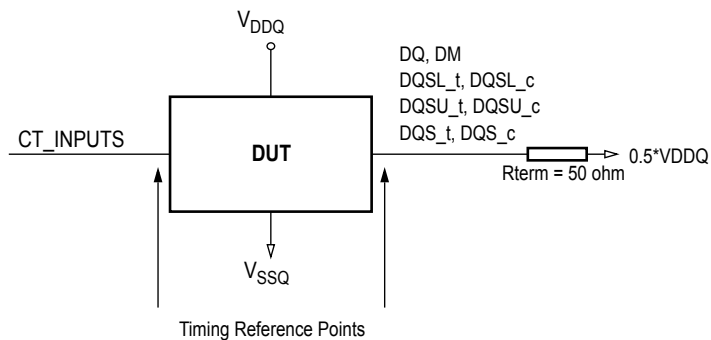 VDDQ
DQ, DM
DQSL_t, DQSL_c
DQSU_t, DQSU_c
DQS_t, DQS_c
CT_INPUTS
DUT
0.5*VDDQ
Rterm = 50 ohm
VSSQ
Timing Reference Points